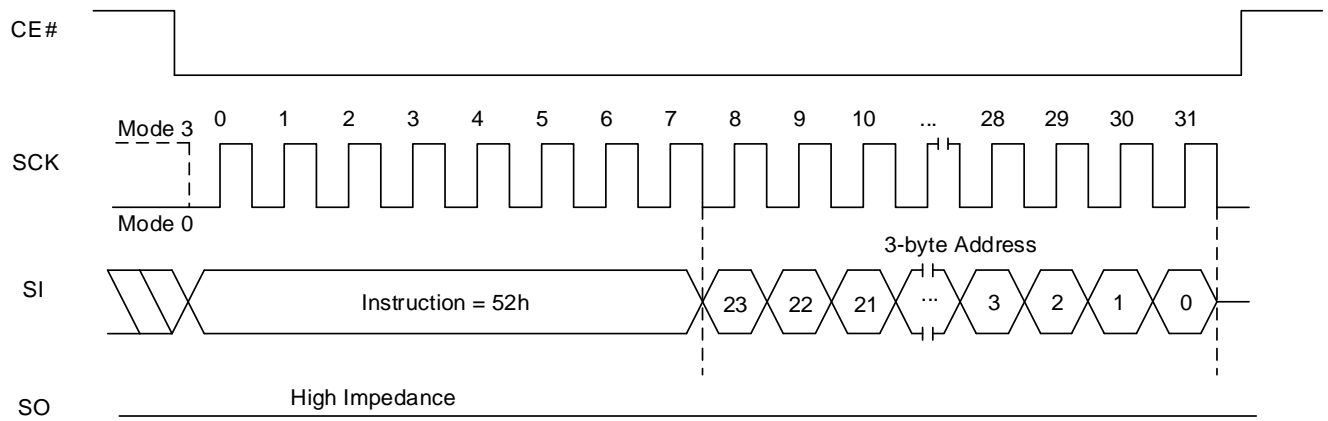 CE#
0 1 2 3 4 5 6 7 8 9 10 ... 28 29 30 31
Mode 3
SCK
Mode 0
3-byte Address
SI
Instruction = 52h 23 22 21 ... 3 2 1 0
High Impedance
SO